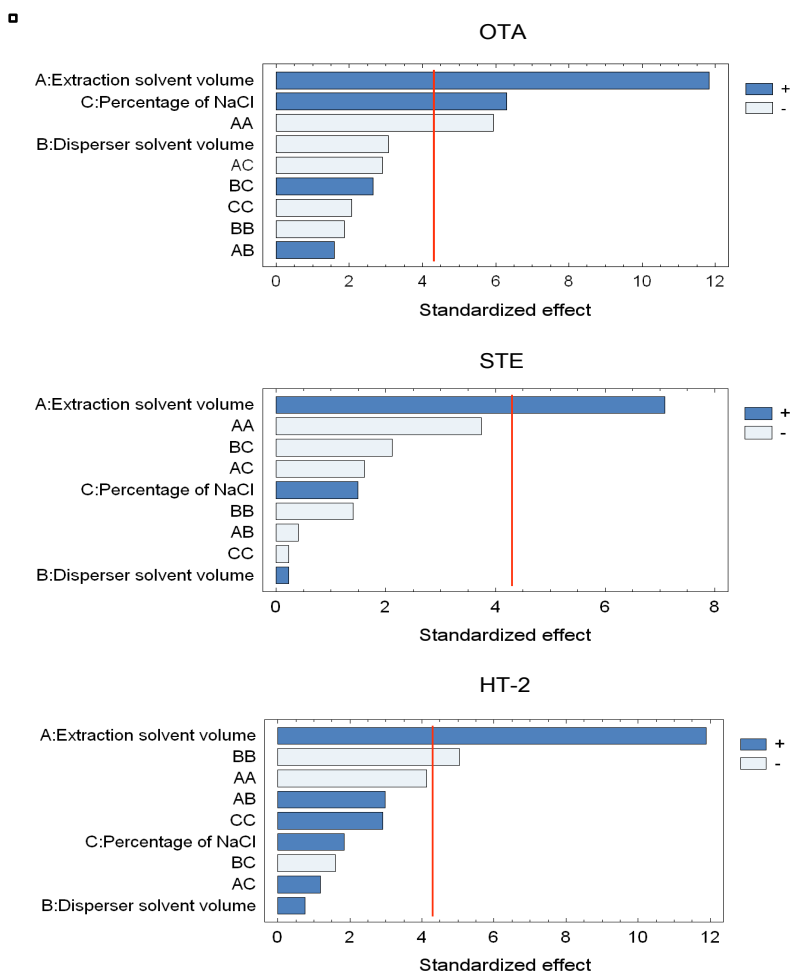 OTA
A:Extraction solvent volume
C:Percentage of NaCl
AA
B:Disperser solvent volume
AC
BC
CC
BB
AB
+
-
0 2 4 6 8 10 12
Standardized effect
STE
A:Extraction solvent volume
AA
BC
AC
C:Percentage of NaCl
BB
AB
CC
B:Disperser solvent volume
+
-
0 2 4 6 8
Standardized effect
HT-2
A:Extraction solvent volume
BB
AA
AB
CC
C:Percentage of NaCl
BC
AC
B:Disperser solvent volume
+
-
0 2 4 6 8 10 12
Standardized effect